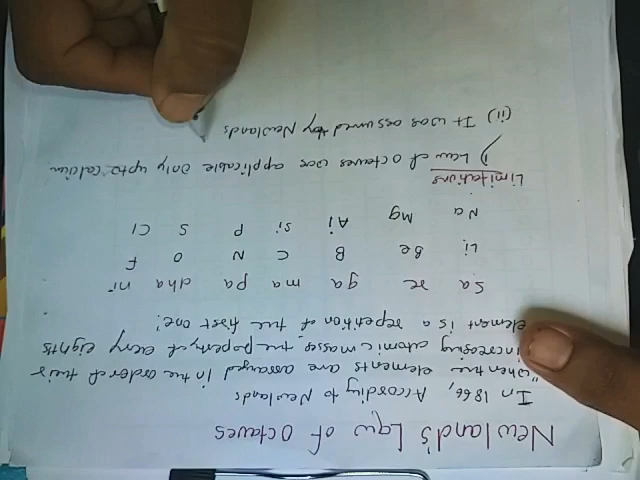 Newland's Law of Octaves
In 1866, According to Newlands
"when the elements are arranged in the order of their
increasing atomic masses, the property of every eights
element is a repetition of the first one."
Sa re ga ma pa dha ni
Li Be B C N O F
Na Mg Al Si P S Cl
Limitations
i) Law of octaves was applicable only upto calcium
(ii) It was assumed by Newlands